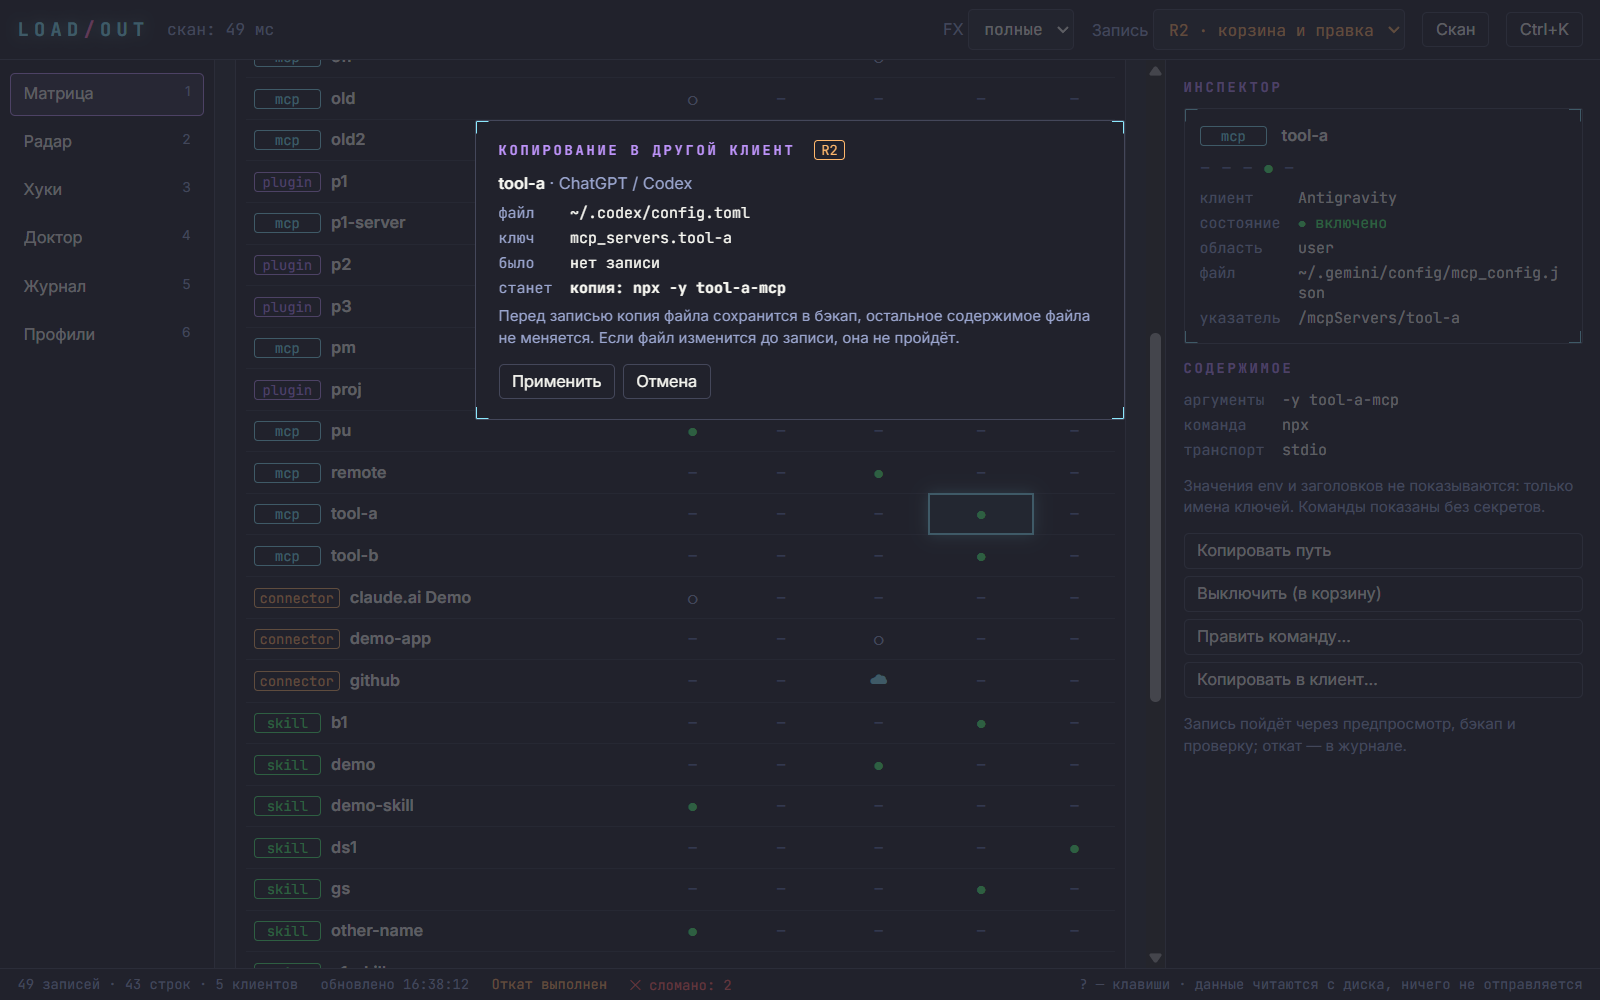 LOAD/OUT скан: 49 мс FX полные Запись R2 · корзина и правка Скан Ctrl+K
Матрица 1
Радар 2
Хуки 3
Доктор 4
Журнал 5
Профили 6
mcp
mcp old
mcp old2
plugin p1
mcp p1-server
plugin p2
plugin p3
mcp pm
plugin proj
mcp pu
mcp remote
mcp tool-a
mcp tool-b
connector claude.ai Demo
connector demo-app
connector github
skill b1
skill demo
skill demo-skill
skill ds1
skill gs
skill other-name
КОПИРОВАНИЕ В ДРУГОЙ КЛИЕНТ R2
tool-a · ChatGPT / Codex
файл ~/.codex/config.toml
ключ mcp_servers.tool-a
было нет записи
станет копия: npx -y tool-a-mcp
Перед записью копия файла сохранится в бэкап, остальное содержимое файла
не меняется. Если файл изменится до записи, она не пройдёт.
Применить Отмена
ИНСПЕКТОР
mcp tool-a
клиент Antigravity
состояние ● включено
область user
файл ~/.gemini/config/mcp_config.j
son
указатель /mcpServers/tool-a
СОДЕРЖИМОЕ
аргументы -y tool-a-mcp
команда npx
транспорт stdio
Значения env и заголовков не показываются: только
имена ключей. Команды показаны без секретов.
Копировать путь
Выключить (в корзину)
Править команду...
Копировать в клиент...
Запись пойдёт через предпросмотр, бэкап и
проверку; откат — в журнале.
49 записей · 43 строк · 5 клиентов обновлено 16:38:12 Откат выполнен ✕ сломано: 2 ? — клавиши · данные читаются с диска, ничего не отправляется